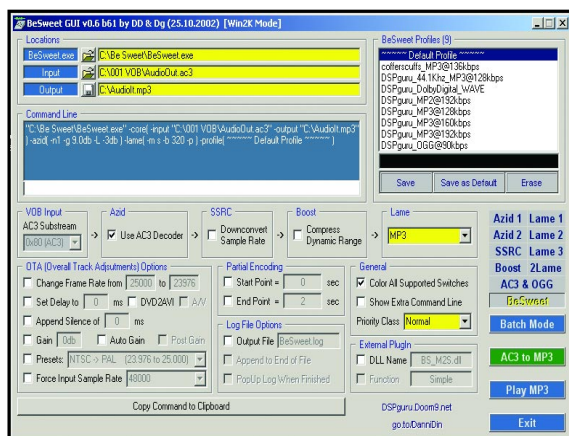 BeSweet GUI v0.6 b61 by DD & Dg (25.10.2002) [Win2K Mode]
Locations
BeSweet.exe C:\Be Sweet\BeSweet.exe
Input C:\001 VOB\AudioOut.ac3
Output C:\AudioIt.mp3
Command Line
"C:\Be Sweet\BeSweet.exe" -core( -input "C:\001 VOB\AudioOut.ac3" -output "C:\AudioIt.mp3"
) -azid( -n1 -g 9.0db -L -3db ) -lame( -m s -b 320 -p ) -profile( ~~~~~ Default Profile ~~~~~ )
BeSweet Profiles (9)
~~~~~ Default Profile ~~~~~
cofferscuffs_MP3@136kbps
DSPguru_44.1Khz_MP3@128kbps
DSPguru_DolbyDigital_WAVE
DSPguru_MP2@192kbps
DSPguru_MP3@128kbps
DSPguru_MP3@160kbps
DSPguru_MP3@192kbps
DSPguru_OGG@90kbps
Save Save as Default Erase
VOB Input
AC3 Substream
0x80 (AC3)
->
Azid
Use AC3 Decoder
->
SSRC
Downconvert
Sample Rate
->
Boost
Compress
Dynamic Range
->
Lame
MP3
OTA (Overall Track Adjustments) Options
Change Frame Rate from 25000 to 23976
Set Delay to 0 ms DVD2AVI A/V
Append Silence of 0 ms
Gain 0db Auto Gain Post Gain
Presets: NTSC -> PAL (23.976 to 25.000)
Force Input Sample Rate 48000
Copy Command to Clipboard
Partial Encoding
Start Point = 0 sec
End Point = 2 sec
Log File Options
Output File BeSweet.log
Append to End of File
PopUp Log When Finished
General
Color All Supported Switches
Show Extra Command Line
Priority Class Normal
External PlugIn
DLL Name BS_M2S.dll
Function Simple
DSPguru.Doom9.net
go.to/DanniDin
Azid 1 Lame 1
Azid 2 Lame 2
SSRC Lame 3
Boost 2Lame
AC3 & OGG
BeSweet
Batch Mode
AC3 to MP3
Play MP3
Exit